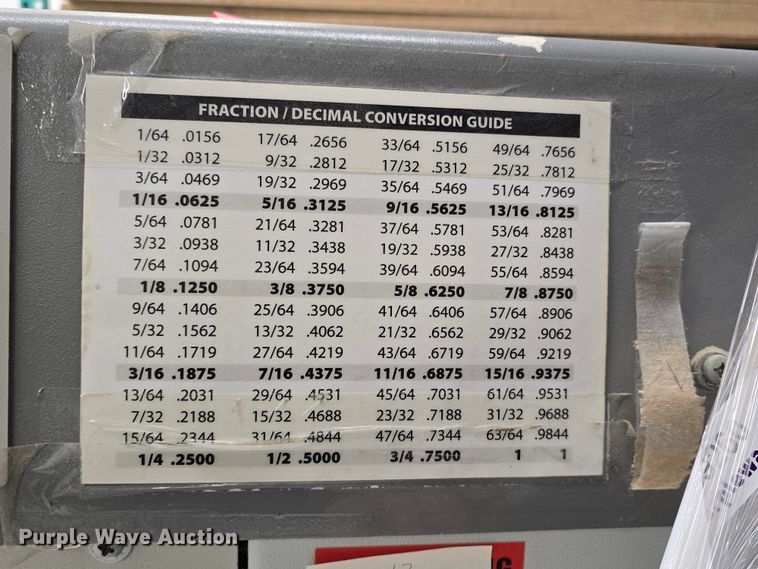 FRACTION / DECIMAL CONVERSION GUIDE
1/64 .0156 17/64 .2656 33/64 .5156 49/64 .7656
1/32 .0312 9/32 .2812 17/32 .5312 25/32 .7812
3/64 .0469 19/32 .2969 35/64 .5469 51/64 .7969
1/16 .0625 5/16 .3125 9/16 .5625 13/16 .8125
5/64 .0781 21/64 .3281 37/64 .5781 53/64 .8281
3/32 .0938 11/32 .3438 19/32 .5938 27/32 .8438
7/64 .1094 23/64 .3594 39/64 .6094 55/64 .8594
1/8 .1250 3/8 .3750 5/8 .6250 7/8 .8750
9/64 .1406 25/64 .3906 41/64 .6406 57/64 .8906
5/32 .1562 13/32 .4062 21/32 .6562 29/32 .9062
11/64 .1719 27/64 .4219 43/64 .6719 59/64 .9219
3/16 .1875 7/16 .4375 11/16 .6875 15/16 .9375
13/64 .2031 29/64 .4531 45/64 .7031 61/64 .9531
7/32 .2188 15/32 .4688 23/32 .7188 31/32 .9688
15/64 .2344 31/64 .4844 47/64 .7344 63/64 .9844
1/4 .2500 1/2 .5000 3/4 .7500 1 1
Purple Wave Auction